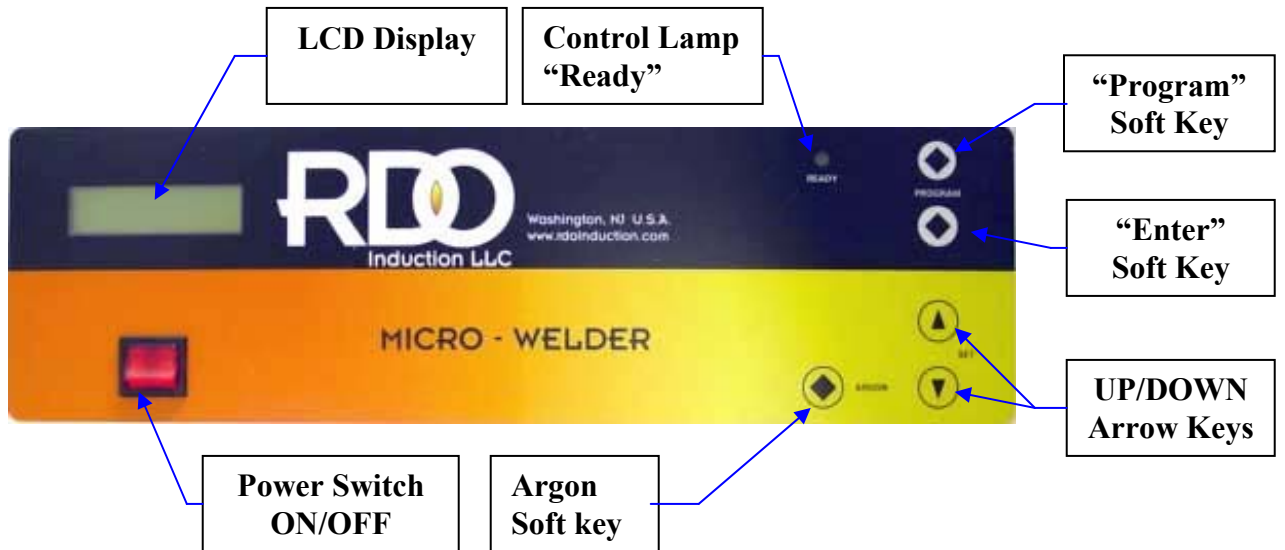 LCD Display
Control Lamp
“Ready”
“Program”
Soft Key
RDO
Induction LLC
Washington, NJ U.S.A.
www.rdoinduction.com
READY
PROGRAM
“Enter”
Soft Key
MICRO - WELDER
SET
ARGON
UP/DOWN
Arrow Keys
Power Switch
ON/OFF
Argon
Soft key